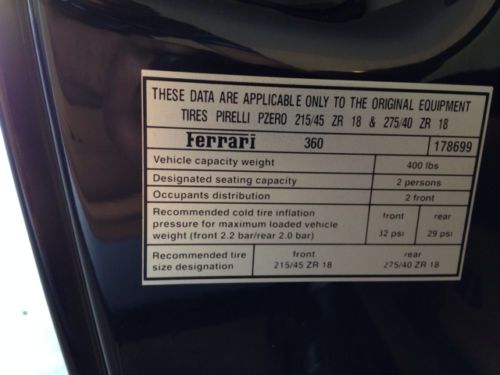 THESE DATA ARE APPLICABLE ONLY TO THE ORIGINAL EQUIPMENT
TIRES PIRELLI PZERO 215/45 ZR 18 & 275/40 ZR 18
Ferrari 360 178699
Vehicle capacity weight 400 lbs
Designated seating capacity 2 persons
Occupants distribution 2 front
Recommended cold tire inflation front rear
pressure for maximum loaded vehicle
weight (front 2.2 bar/rear 2.0 bar) 32 psi 29 psi
Recommended tire front rear
size designation 215/45 ZR 18 275/40 ZR 18